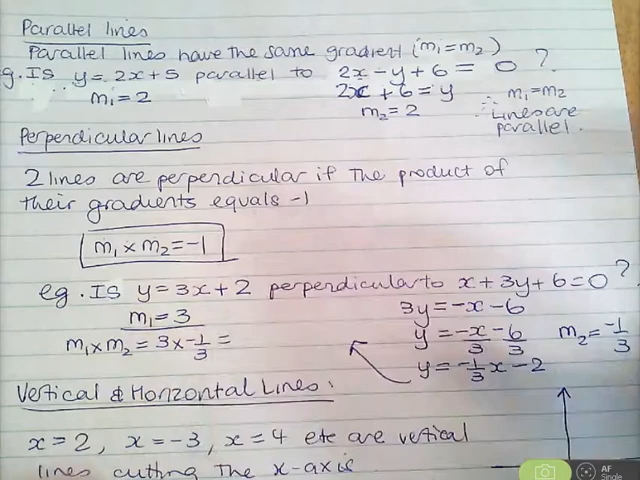 Parallel lines
Parallel lines have the same gradient (m₁ = m₂)
g. Is y = 2x + 5 parallel to 2x - y + 6 = 0 ?
m₁ = 2
2x + 6 = y
m₂ = 2
∴ m₁ = m₂
∴ lines are
parallel.
Perpendicular lines
2 lines are perpendicular if the product of
their gradients equals -1
m₁ × m₂ = -1
eg. Is y = 3x + 2 perpendicular to x + 3y + 6 = 0 ?
m₁ = 3
m₁ × m₂ = 3 × -1/3 =
3y = -x - 6
y = -x/3 - 6/3
m₂ = -1/3
y = -1/3 x - 2
Vertical & Horizontal Lines:
x = 2, x = -3, x = 4 etc are vertical
lines cutting the x-axis
AF
Single